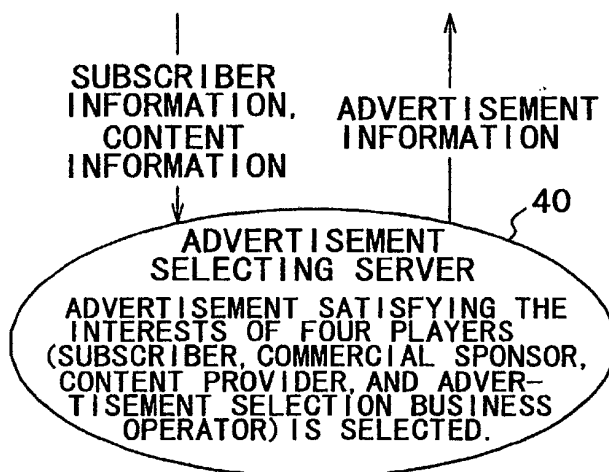 SUBSCRIBER
INFORMATION,
CONTENT
INFORMATION
ADVERTISEMENT
INFORMATION
40
ADVERTISEMENT
SELECTING SERVER
ADVERTISEMENT SATISFYING THE
INTERESTS OF FOUR PLAYERS
(SUBSCRIBER, COMMERCIAL SPONSOR,
CONTENT PROVIDER, AND ADVER-
TISEMENT SELECTION BUSINESS
OPERATOR) IS SELECTED.